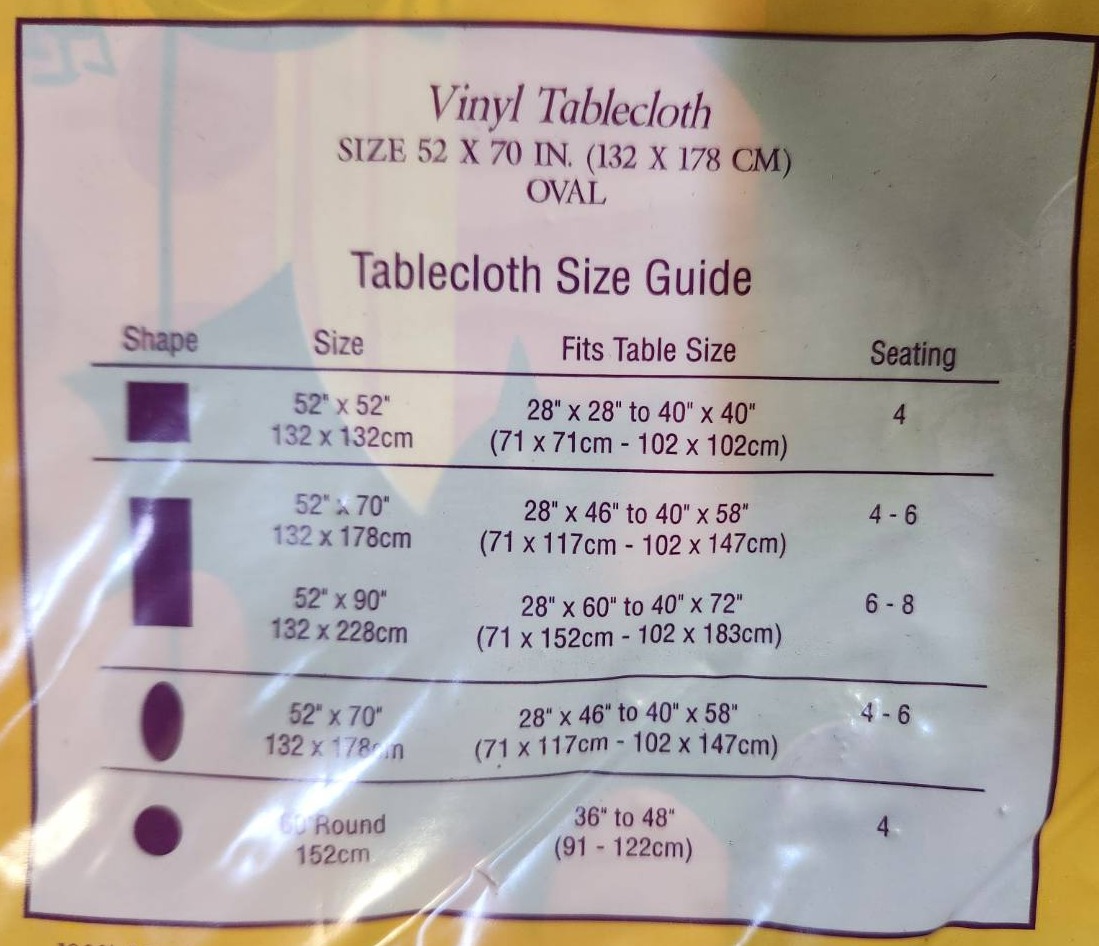 Vinyl Tablecloth
SIZE 52 X 70 IN. (132 X 178 CM)
OVAL
Tablecloth Size Guide
Shape Size Fits Table Size Seating
52" x 52" 28" x 28" to 40" x 40" 4
132 x 132cm (71 x 71cm - 102 x 102cm)
52" x 70" 28" x 46" to 40" x 58" 4 - 6
132 x 178cm (71 x 117cm - 102 x 147cm)
52" x 90" 28" x 60" to 40" x 72" 6 - 8
132 x 228cm (71 x 152cm - 102 x 183cm)
52" x 70" 28" x 46" to 40" x 58" 4 - 6
132 x 178cm (71 x 117cm - 102 x 147cm)
60" Round 36" to 48" 4
152cm (91 - 122cm)